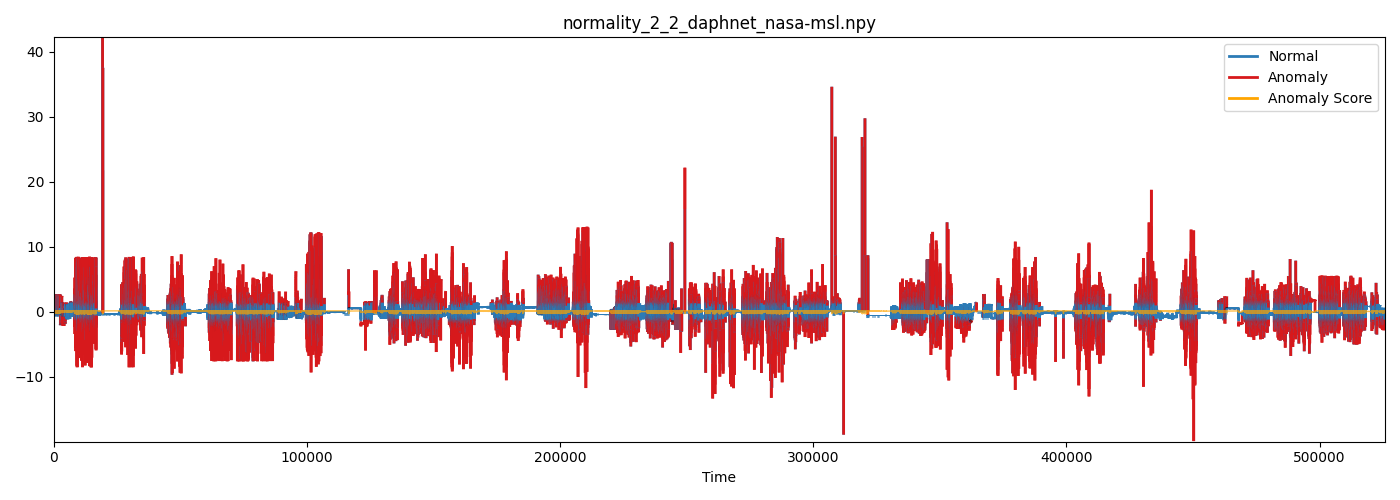 normality_2_2_daphnet_nasa-msl.npy
Normal
Anomaly
Anomaly Score
40
30
20
10
0
−10
0
100000
200000
300000
400000
500000
Time